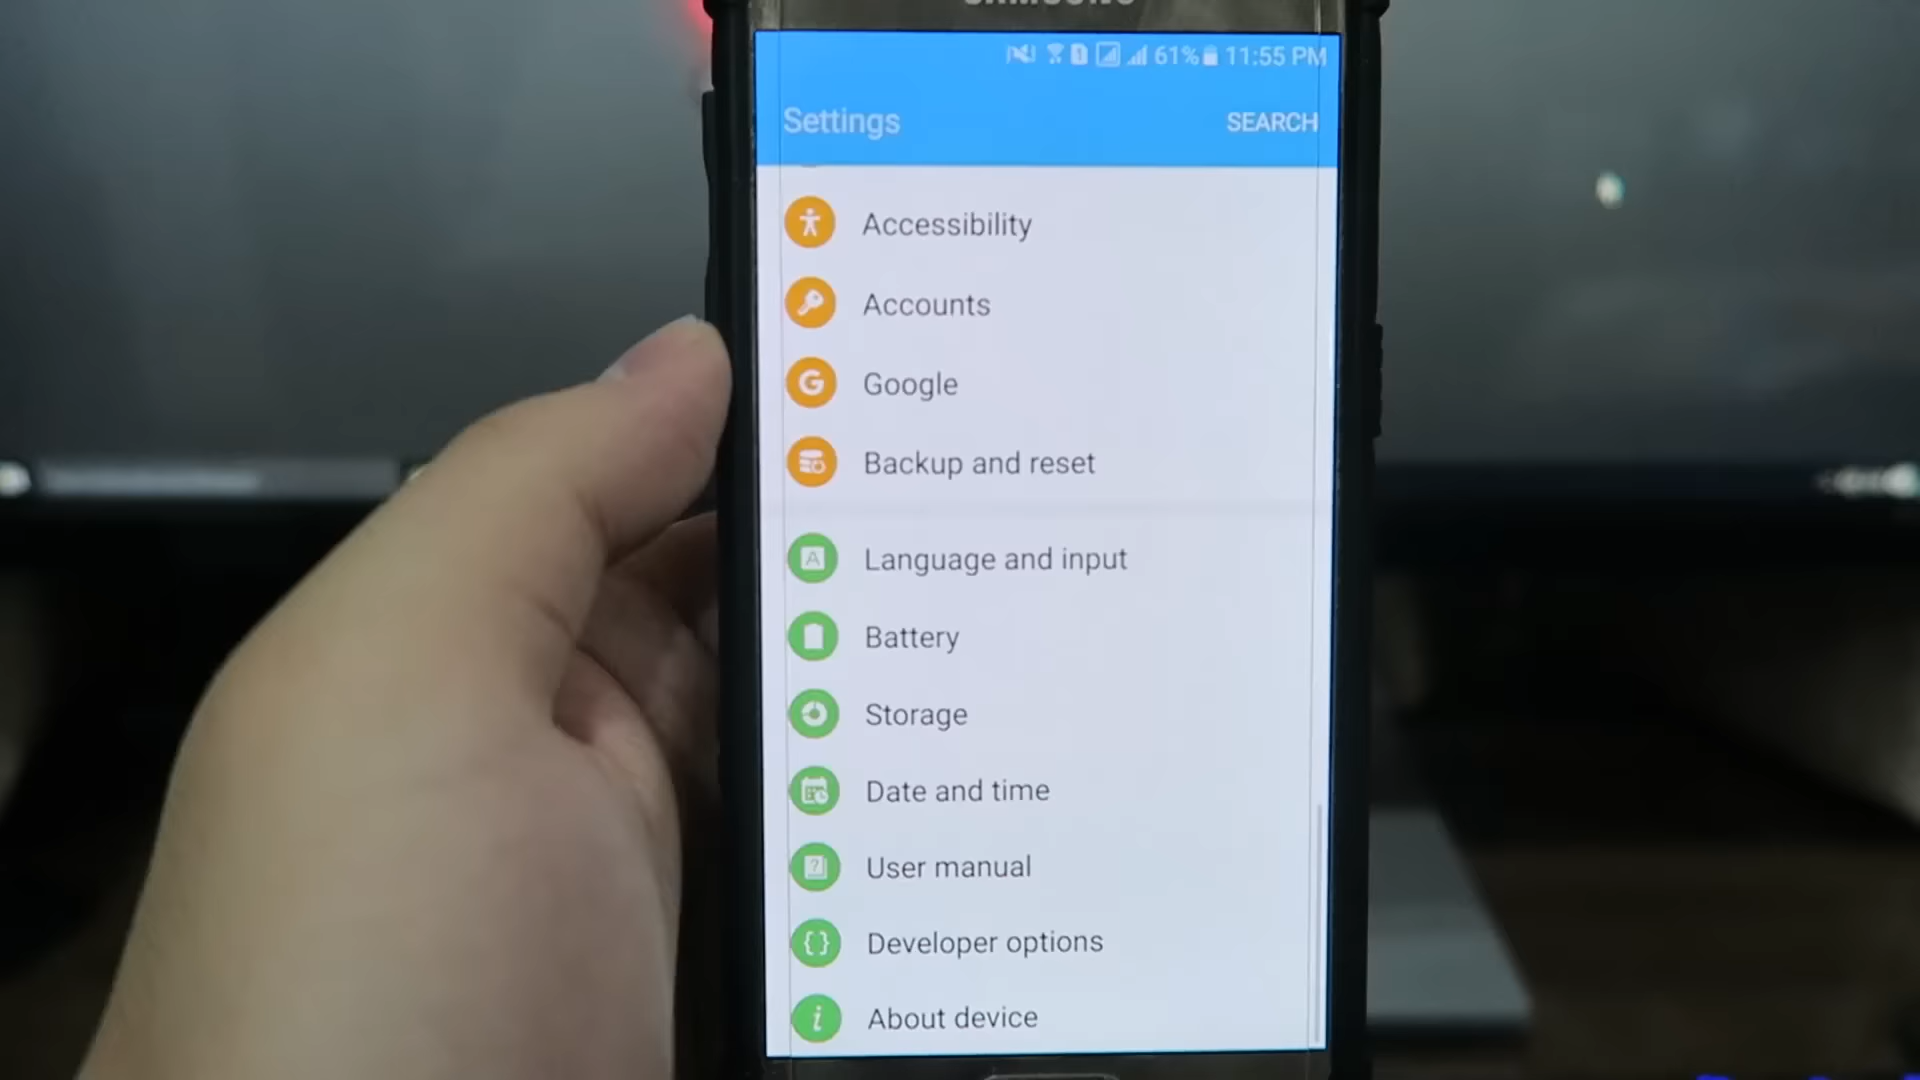 SAMSUNG
61% 11:55 PM
Settings SEARCH
Accessibility
Accounts
Google
Backup and reset
Language and input
Battery
Storage
Date and time
User manual
Developer options
About device